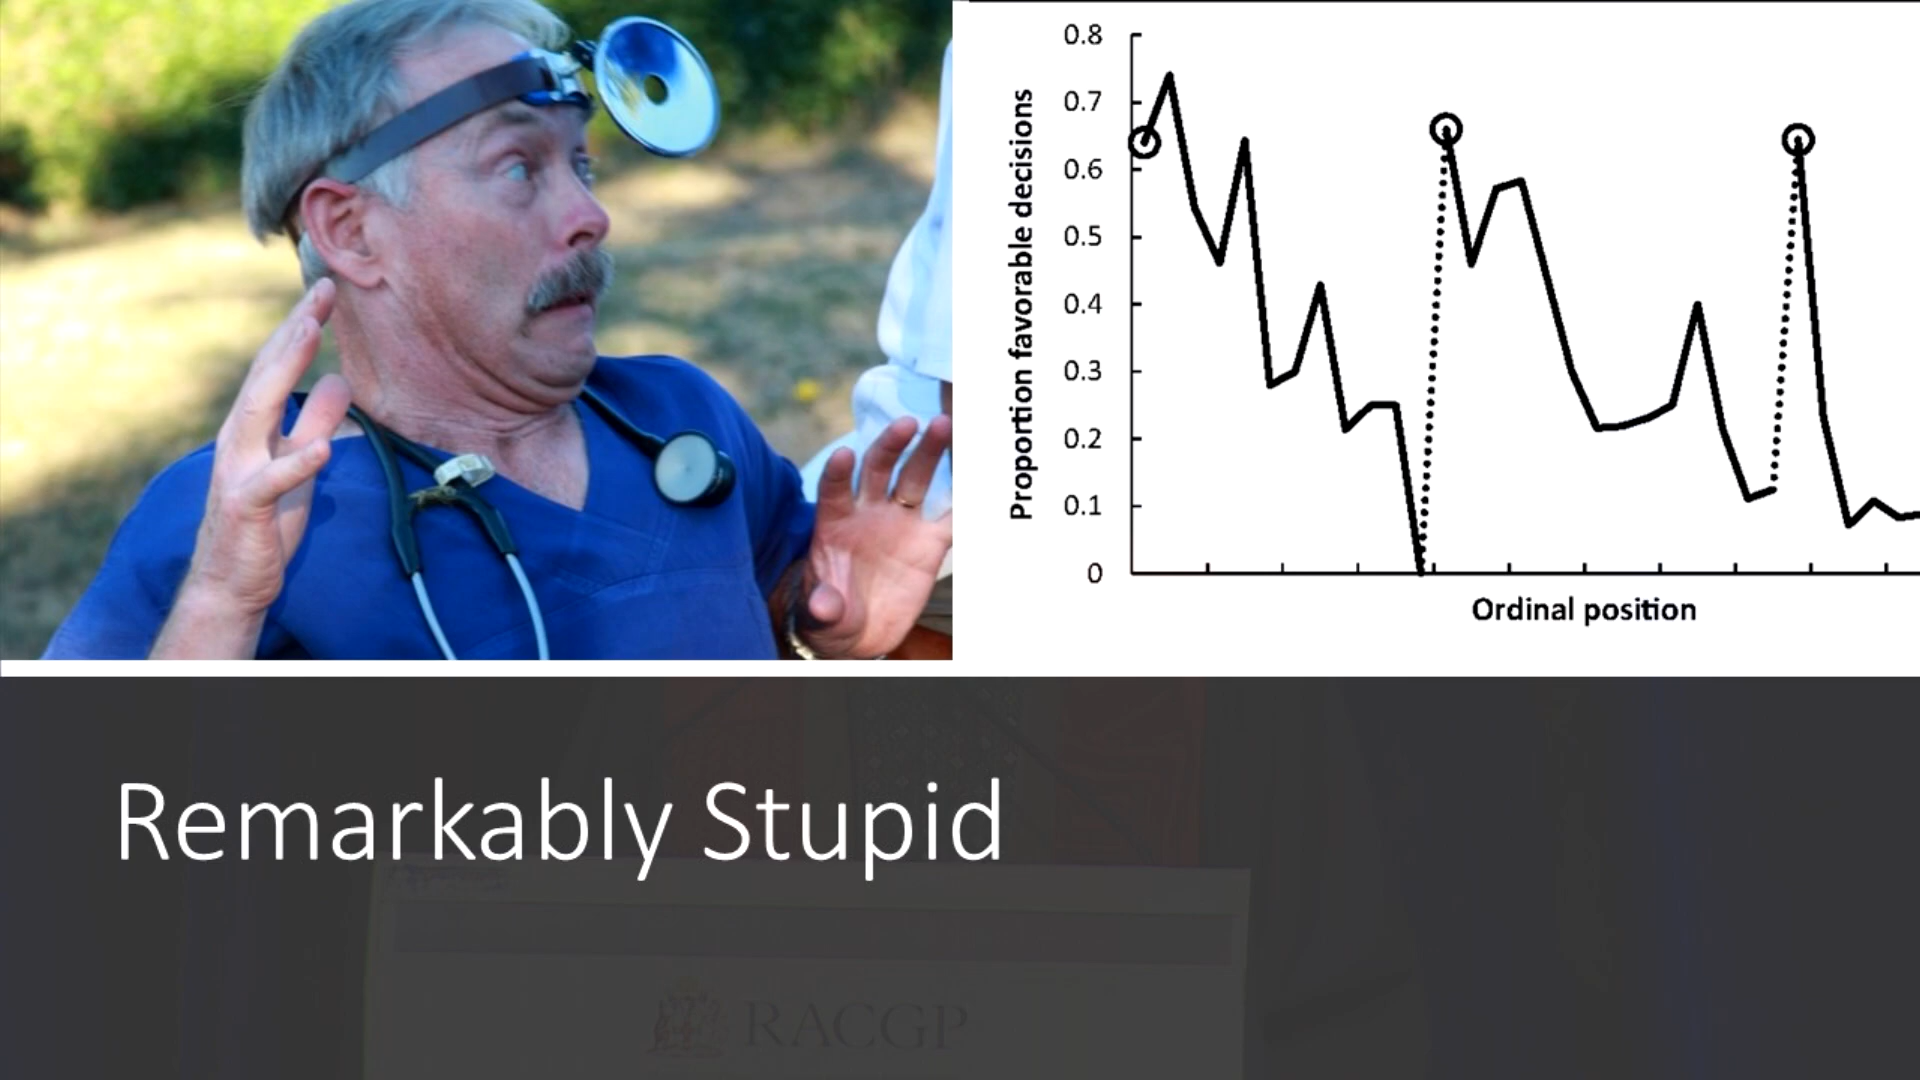 0.8
0.7
0.6
0.5
0.4
0.3
0.2
0.1
0
Proportion favorable decisions
Ordinal position
Remarkably Stupid
RACGP